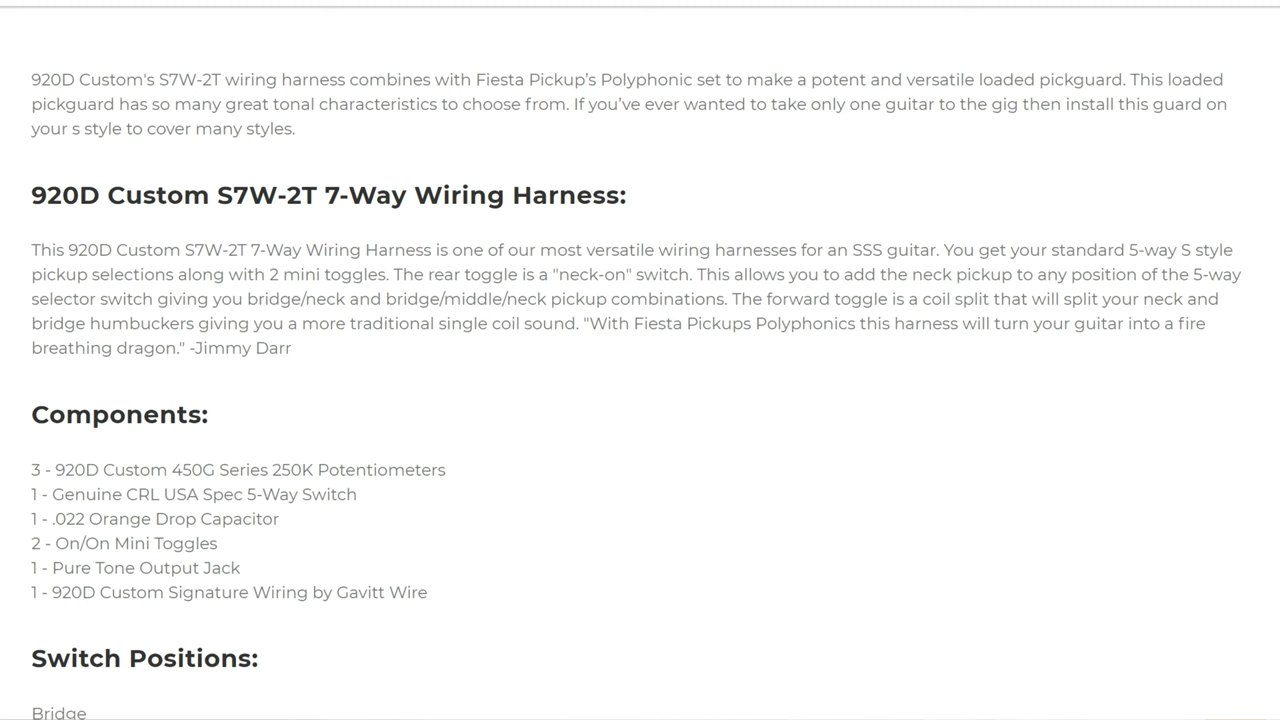 920D Custom's S7W-2T wiring harness combines with Fiesta Pickup’s Polyphonic set to make a potent and versatile loaded pickguard. This loaded
pickguard has so many great tonal characteristics to choose from. If you’ve ever wanted to take only one guitar to the gig then install this guard on
your s style to cover many styles.
920D Custom S7W-2T 7-Way Wiring Harness:
This 920D Custom S7W-2T 7-Way Wiring Harness is one of our most versatile wiring harnesses for an SSS guitar. You get your standard 5-way S style
pickup selections along with 2 mini toggles. The rear toggle is a "neck-on" switch. This allows you to add the neck pickup to any position of the 5-way
selector switch giving you bridge/neck and bridge/middle/neck pickup combinations. The forward toggle is a coil split that will split your neck and
bridge humbuckers giving you a more traditional single coil sound. "With Fiesta Pickups Polyphonics this harness will turn your guitar into a fire
breathing dragon." -Jimmy Darr
Components:
3 - 920D Custom 450G Series 250K Potentiometers
1 - Genuine CRL USA Spec 5-Way Switch
1 - .022 Orange Drop Capacitor
2 - On/On Mini Toggles
1 - Pure Tone Output Jack
1 - 920D Custom Signature Wiring by Gavitt Wire
Switch Positions:
Bridge